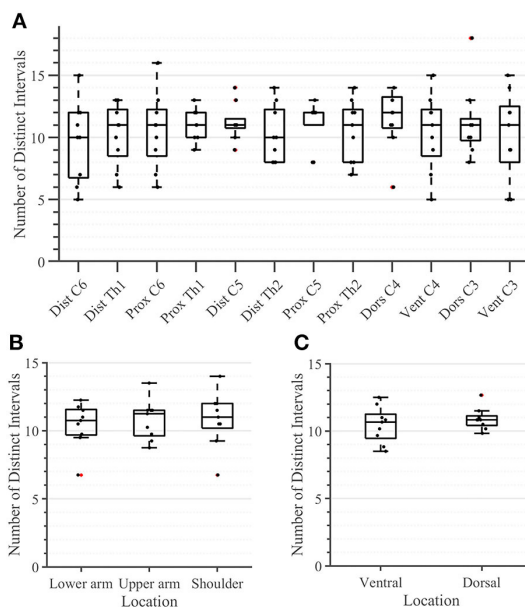 A
Number of Distinct Intervals
15
10
5
0
Dist C6 Dist Th1 Prox C6 Prox Th1 Dist C5 Dist Th2 Prox C5 Prox Th2 Dors C4 Vent C4 Dors C3 Vent C3
B
Number of Distinct Intervals
15
10
5
0
Lower arm Upper arm Shoulder
Location
C
Number of Distinct Intervals
15
10
5
0
Ventral Dorsal
Location